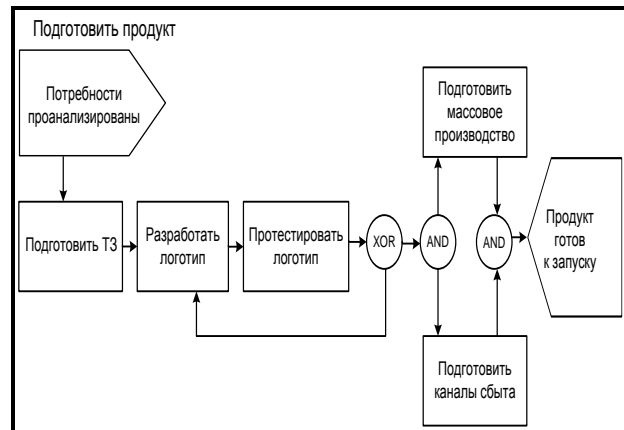 Подготовить продукт
Потребности
проанализированы
Подготовить ТЗ
Разработать
логотип
Протестировать
логотип
XOR
AND
Подготовить
массовое
производство
AND
Подготовить
каналы сбыта
Продукт
готов
к запуску